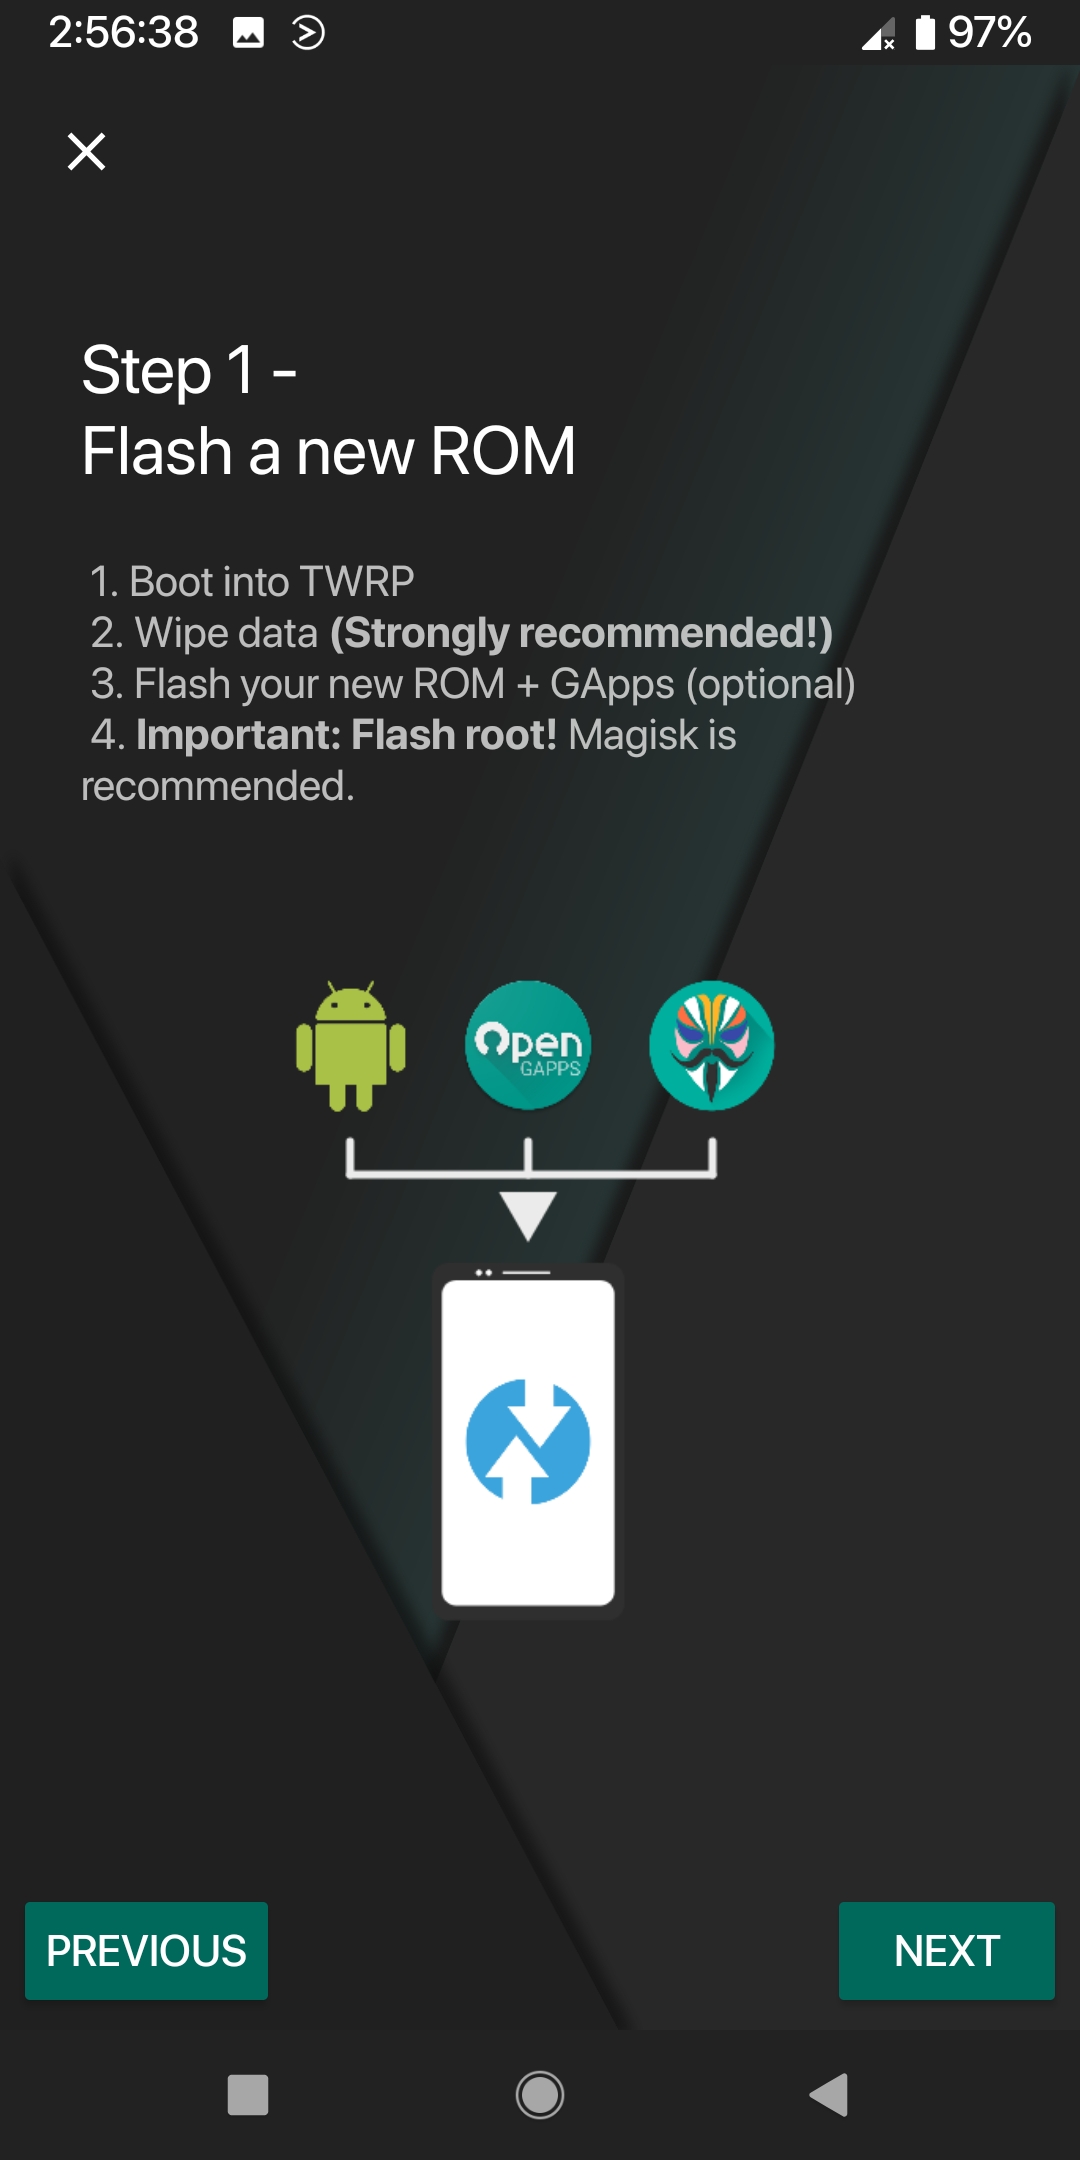 2:56:38
97%
Step 1 -
Flash a new ROM
1. Boot into TWRP
2. Wipe data (Strongly recommended!)
3. Flash your new ROM + GApps (optional)
4. Important: Flash root! Magisk is
recommended.
Open
GAPPS
PREVIOUS
NEXT